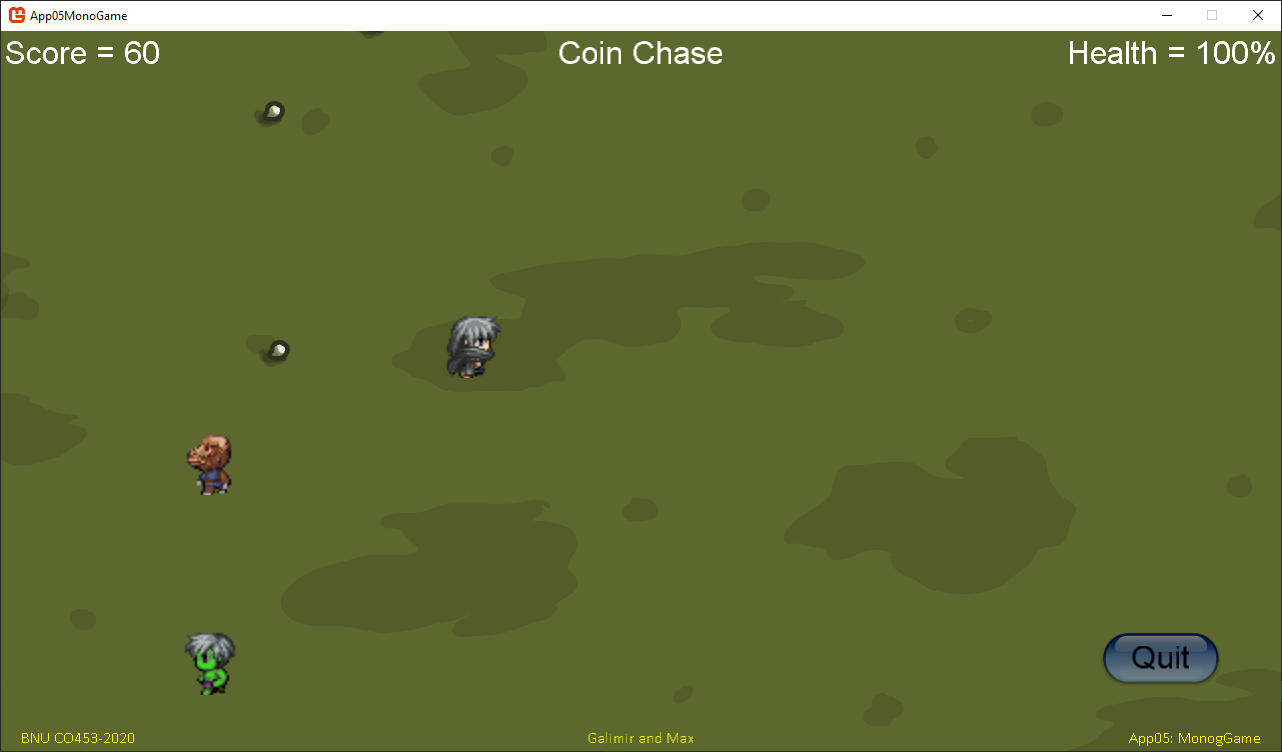 App05MonoGame
Score = 60
Coin Chase
Health = 100%
Quit
BNU CO453-2020
Galimir and Max
App05: MonogGame